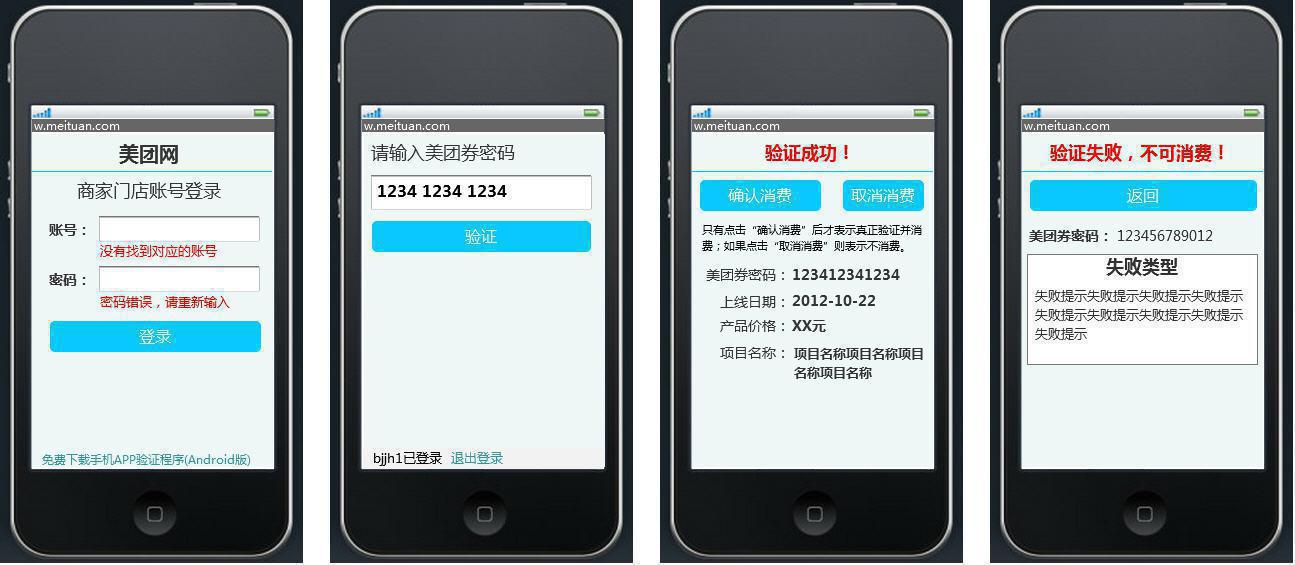 w.meituan.com
美团网
商家门店账号登录
账号：
没有找到对应的账号
密码：
密码错误，请重新输入
登录
免费下载手机APP验证程序(Android版)
w.meituan.com
请输入美团券密码
1234 1234 1234
验证
bjjh1已登录 退出登录
w.meituan.com
验证成功！
确认消费 取消消费
只有点击“确认消费”后才表示真正验证并消
费；如果点击“取消消费”则表示不消费。
美团券密码：123412341234
上线日期：2012-10-22
产品价格：XX元
项目名称：项目名称项目名称项目
名称项目名称
w.meituan.com
验证失败，不可消费！
返回
美团券密码： 123456789012
失败类型
失败提示失败提示失败提示失败提示
失败提示失败提示失败提示失败提示
失败提示